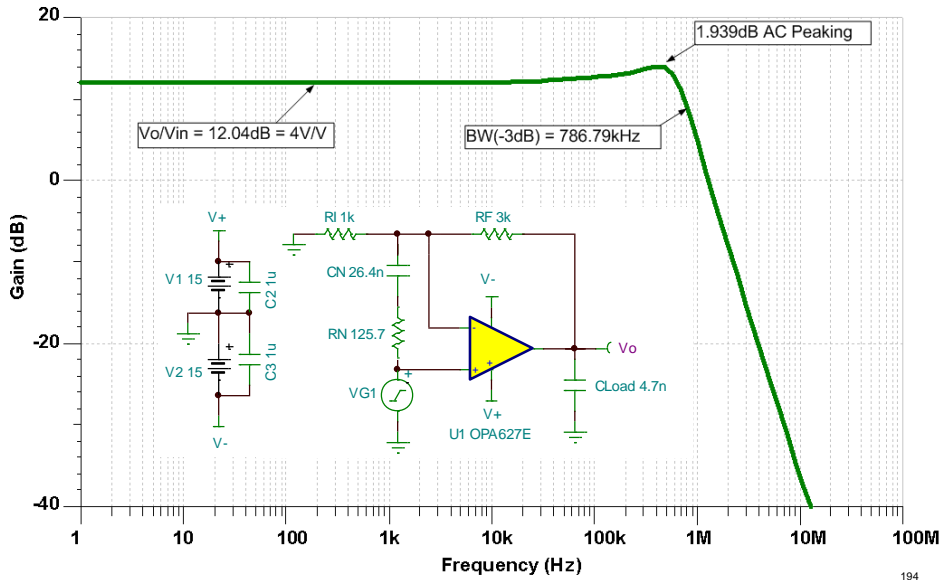 20
0
-20
-40
Gain (dB)
1.939dB AC Peaking
Vo/Vin = 12.04dB = 4V/V
BW(-3dB) = 786.79kHz
V+
RI 1k
RF 3k
V1 15
C2 1u
CN 26.4n
V-
RN 125.7
-
+
Vo
V2 15
C3 1u
VG1
CLoad 4.7n
V+
V-
U1 OPA627E
1
10
100
1k
10k
100k
1M
10M
100M
Frequency (Hz)
194